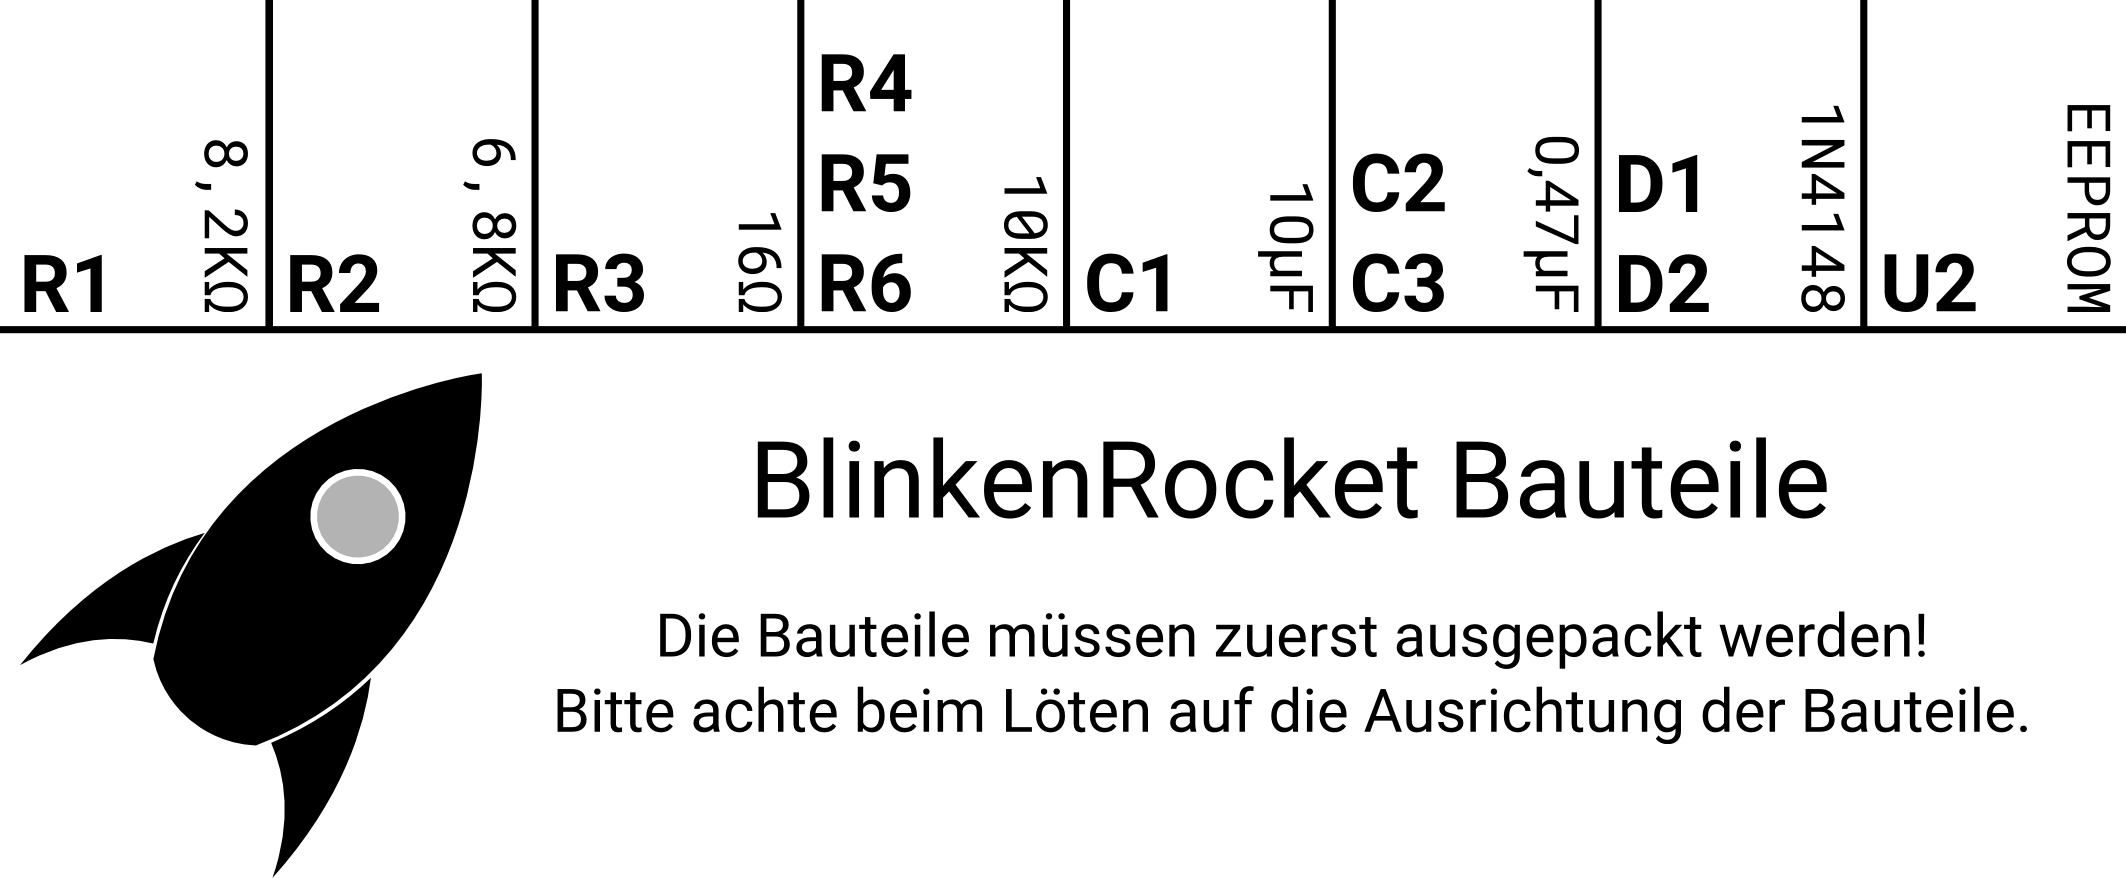 R1
8,2KΩ
R2
6,8KΩ
R3
16Ω
R4
R5
R6
10KΩ
C1
10µF
C2
C3
0,47µF
D1
D2
1N4148
U2
EEPROM
BlinkenRocket Bauteile
Die Bauteile müssen zuerst ausgepackt werden!
Bitte achte beim Löten auf die Ausrichtung der Bauteile.